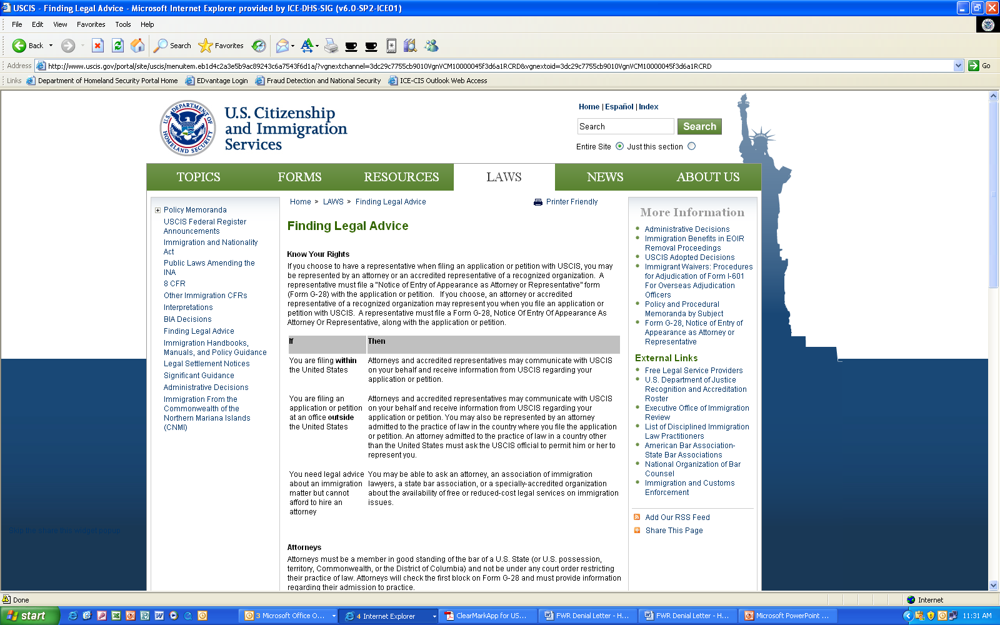 USCIS - Finding Legal Advice - Microsoft Internet Explorer provided by ICE-DHS-SIG (v6.0-SP2-ICE01)
File Edit View Favorites Tools Help
Back Search Favorites
Address http://www.uscis.gov/portal/site/uscis/menuitem.eb1d4c2a3e5b9ac89243c6a7543f6d1a/?vgnextchannel=3dc29c7755cb9010VgnVCM10000045f3d6a1RCRD&vgnextoid=3dc29c7755cb9010VgnVCM10000045f3d6a1RCRD Go
Links Department of Homeland Security Portal Home EDvantage Login Fraud Detection and National Security ICE-CIS Outlook Web Access
U.S. DEPARTMENT OF HOMELAND SECURITY
U.S. Citizenship
and Immigration
Services
Home | Español | Index
Search Search
Entire Site Just this section
TOPICS FORMS RESOURCES LAWS NEWS ABOUT US
Policy Memoranda
USCIS Federal Register
Announcements
Immigration and Nationality
Act
Public Laws Amending the
INA
8 CFR
Other Immigration CFRs
Interpretations
BIA Decisions
Finding Legal Advice
Immigration Handbooks,
Manuals, and Policy Guidance
Legal Settlement Notices
Significant Guidance
Administrative Decisions
Immigration From the
Commonwealth of the
Northern Mariana Islands
(CNMI)
Home > LAWS > Finding Legal Advice
Printer Friendly
Finding Legal Advice
Know Your Rights
If you choose to have a representative when filing an application or petition with USCIS, you may
be represented by an attorney or an accredited representative of a recognized organization. A
representative must file a "Notice of Entry of Appearance as Attorney or Representative" form
(Form G-28) with the application or petition. If you choose, an attorney or accredited
representative of a recognized organization may represent you when you file an application or
petition with USCIS. A representative must file a Form G-28, Notice Of Entry Of Appearance As
Attorney Or Representative, along with the application or petition.
If Then
You are filing within
the United States
Attorneys and accredited representatives may communicate with USCIS
on your behalf and receive information from USCIS regarding your
application or petition.
You are filing an
application or petition
at an office outside
the United States
Attorneys and accredited representatives may communicate with USCIS
on your behalf and receive information from USCIS regarding your
application or petition. You may also be represented by an attorney
admitted to the practice of law in the country where you file the application
or petition. An attorney admitted to the practice of law in a country other
than the United States must ask the USCIS official to permit him or her to
represent you.
You need legal advice
about an immigration
matter but cannot
afford to hire an
attorney
You may be able to ask an attorney, an association of immigration
lawyers, a state bar association, or a specially-accredited organization
about the availability of free or reduced-cost legal services on immigration
issues.
Attorneys
Attorneys must be a member in good standing of the bar of a U.S. State (or U.S. possession,
territory, Commonwealth, or the District of Columbia) and not be under any court order restricting
their practice of law. Attorneys will check the first block on Form G-28 and must provide information
regarding their admission to practice.
More Information
Administrative Decisions
Immigration Benefits in EOIR
Removal Proceedings
USCIS Adopted Decisions
Immigrant Waivers: Procedures
for Adjudication of Form I-601
For Overseas Adjudication
Officers
Policy and Procedural
Memoranda by Subject
Form G-28, Notice of Entry of
Appearance as Attorney or
Representative
External Links
Free Legal Service Providers
U.S. Department of Justice
Recognition and Accreditation
Roster
Executive Office of Immigration
Review
List of Disciplined Immigration
Law Practitioners
American Bar Association-
State Bar Associations
National Organization of Bar
Counsel
Immigration and Customs
Enforcement
Add Our RSS Feed
Share This Page
Skip the share this widget popup
Done Internet
start 3 Microsoft Office O... 4 Internet Explorer ClearMarkApp for US... FWR Denial Letter - H... FWR Denial Letter - H... Microsoft PowerPoint ... 11:31 AM